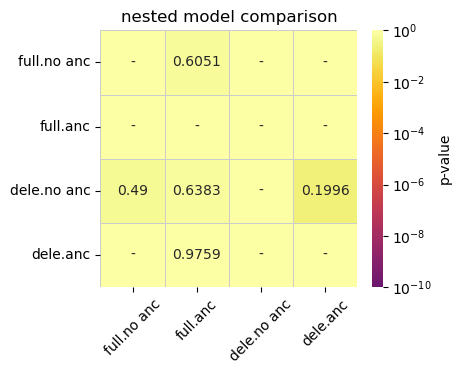 nested model comparison
full.no anc - 0.6051 - -
full.anc - - - -
dele.no anc 0.49 0.6383 - 0.1996
dele.anc - 0.9759 - -
full.no anc full.anc dele.no anc dele.anc
10⁰
10⁻²
10⁻⁴
10⁻⁶
10⁻⁸
10⁻¹⁰
p-value